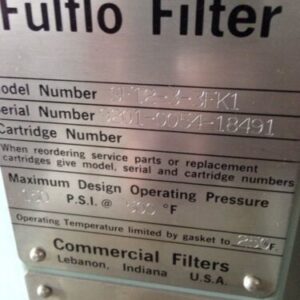 Fulflo Filter
Model Number
Serial Number
Cartridge Number
When reordering service parts or replacement
cartridges give model, serial and cartridge numbers
Maximum Design Operating Pressure
P.S.I. @ °F
Operating Temperature limited by gasket to 250 F.
Commercial Filters
Lebanon, Indiana U.S.A.